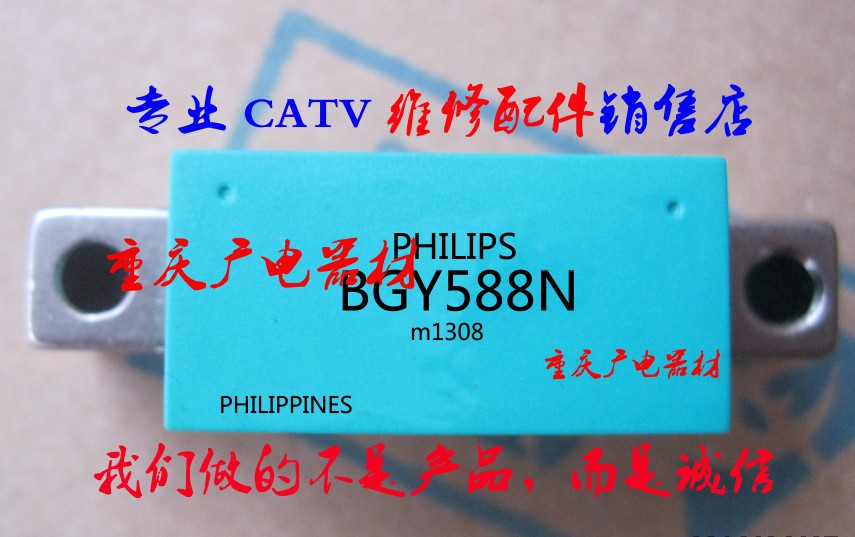 专业 CATV 维修配件销售店
PHILIPS
重庆广电器材
BGY588N
m1308
重庆广电器材
PHILIPPINES
我们做的不是产品，而是诚信